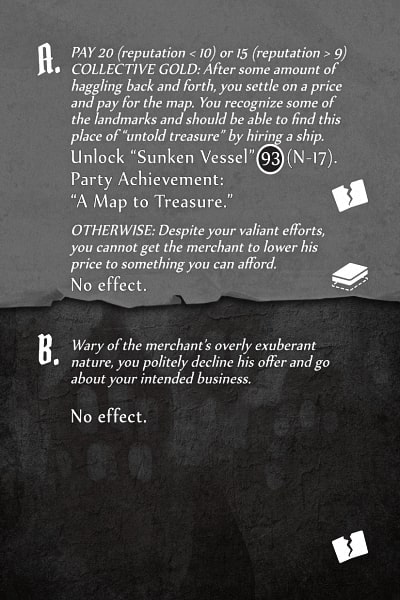 A. PAY 20 (reputation < 10) or 15 (reputation > 9)
COLLECTIVE GOLD: After some amount of
haggling back and forth, you settle on a price
and pay for the map. You recognize some of
the landmarks and should be able to find this
place of “untold treasure” by hiring a ship.
Unlock “Sunken Vessel” 93 (N-17).
Party Achievement:
“A Map to Treasure.”
OTHERWISE: Despite your valiant efforts,
you cannot get the merchant to lower his
price to something you can afford.
No effect.
B. Wary of the merchant’s overly exuberant
nature, you politely decline his offer and go
about your intended business.
No effect.